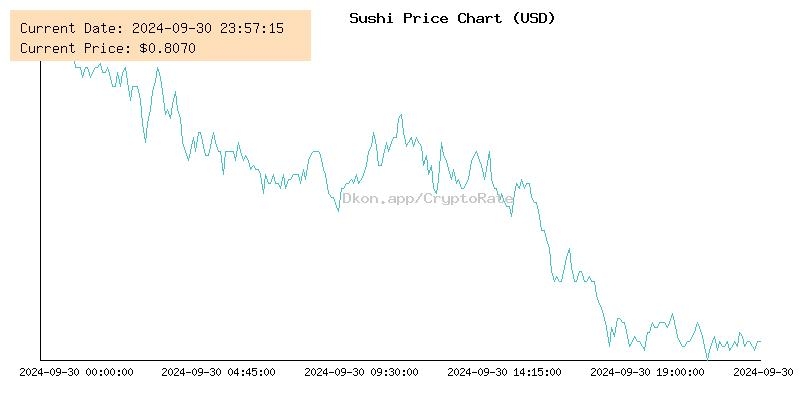 Sushi Price Chart (USD)
Current Date: 2024-09-30 23:57:15
Current Price: $0.8070
Dkon.app/CryptoRate
2024-09-30 00:00:00
2024-09-30 04:45:00
2024-09-30 09:30:00
2024-09-30 14:15:00
2024-09-30 19:00:00
2024-09-30